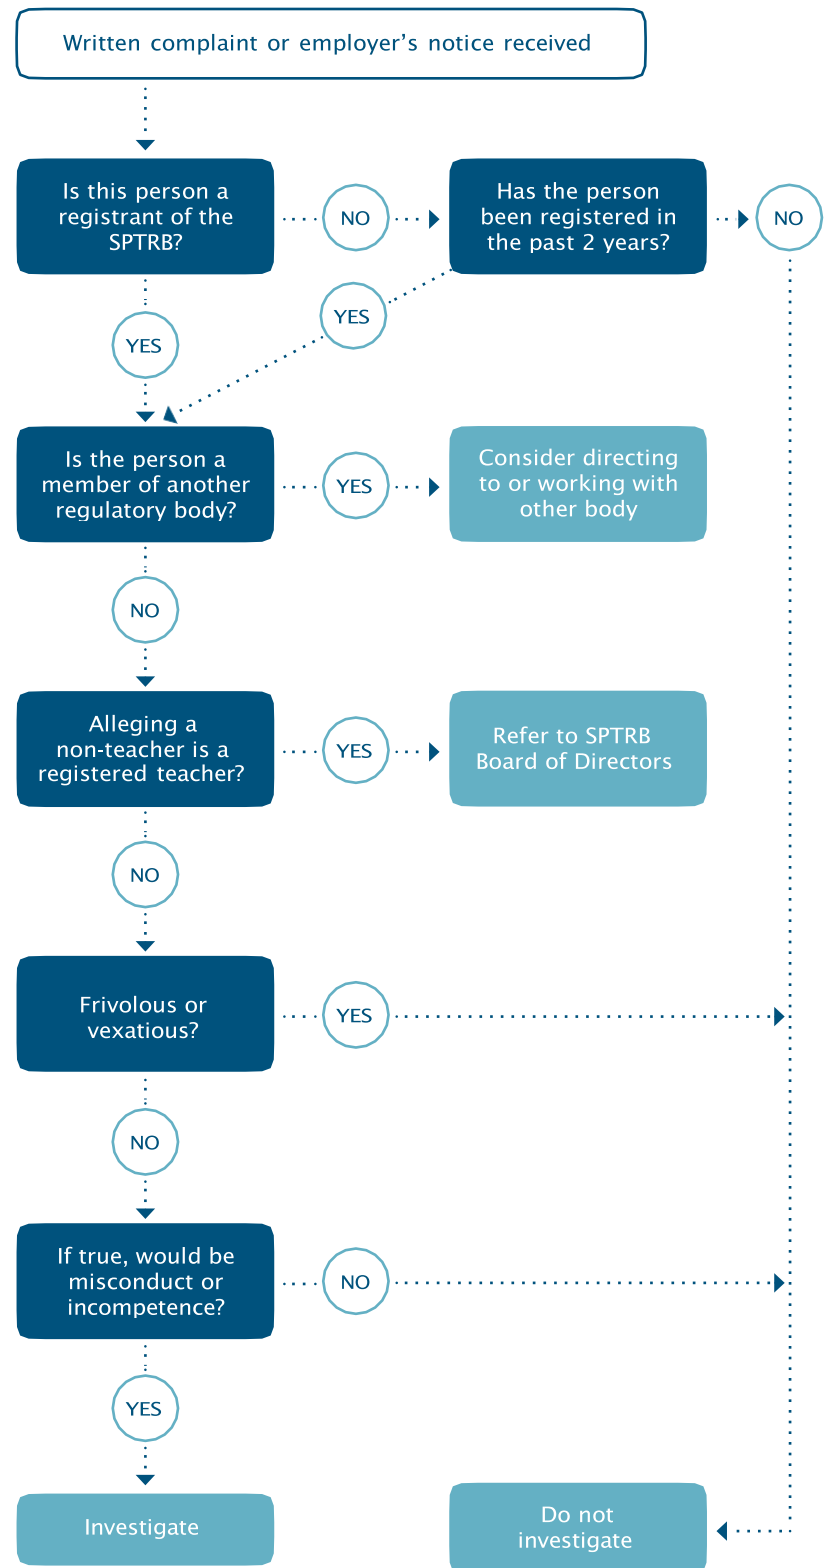 Written complaint or employer’s notice received
Is this person a
registrant of the
SPTRB?
NO
Has the person
been registered in
the past 2 years?
NO
YES
YES
Is the person a
member of another
regulatory body?
YES
Consider directing
to or working with
other body
NO
Alleging a
non-teacher is a
registered teacher?
YES
Refer to SPTRB
Board of Directors
NO
Frivolous or
vexatious?
YES
NO
If true, would be
misconduct or
incompetence?
NO
YES
Investigate
Do not
investigate